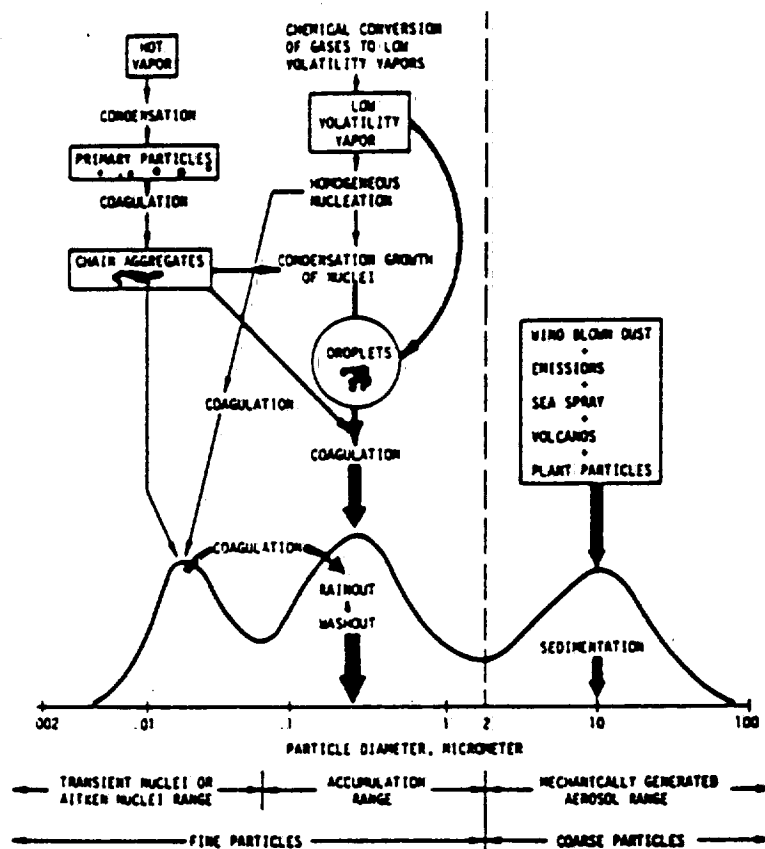 HOT
VAPOR
CONDENSATION
PRIMARY PARTICLES
COAGULATION
CHAIN AGGREGATES
CHEMICAL CONVERSION
OF GASES TO LOW
VOLATILITY VAPORS
LOW
VOLATILITY
VAPOR
HOMOGENEOUS
NUCLEATION
CONDENSATION GROWTH
OF NUCLEI
DROPLETS
COAGULATION
COAGULATION
COAGULATION
RAINOUT
&
WASHOUT
WIND BLOWN DUST
+
EMISSIONS
+
SEA SPRAY
+
VOLCANOS
+
PLANT PARTICLES
SEDIMENTATION
002 .01 .1 1 2 10 100
PARTICLE DIAMETER, MICROMETER
TRANSIENT NUCLEI OR
AITKEN NUCLEI RANGE
ACCUMULATION
RANGE
MECHANICALLY GENERATED
AEROSOL RANGE
FINE PARTICLES
COARSE PARTICLES